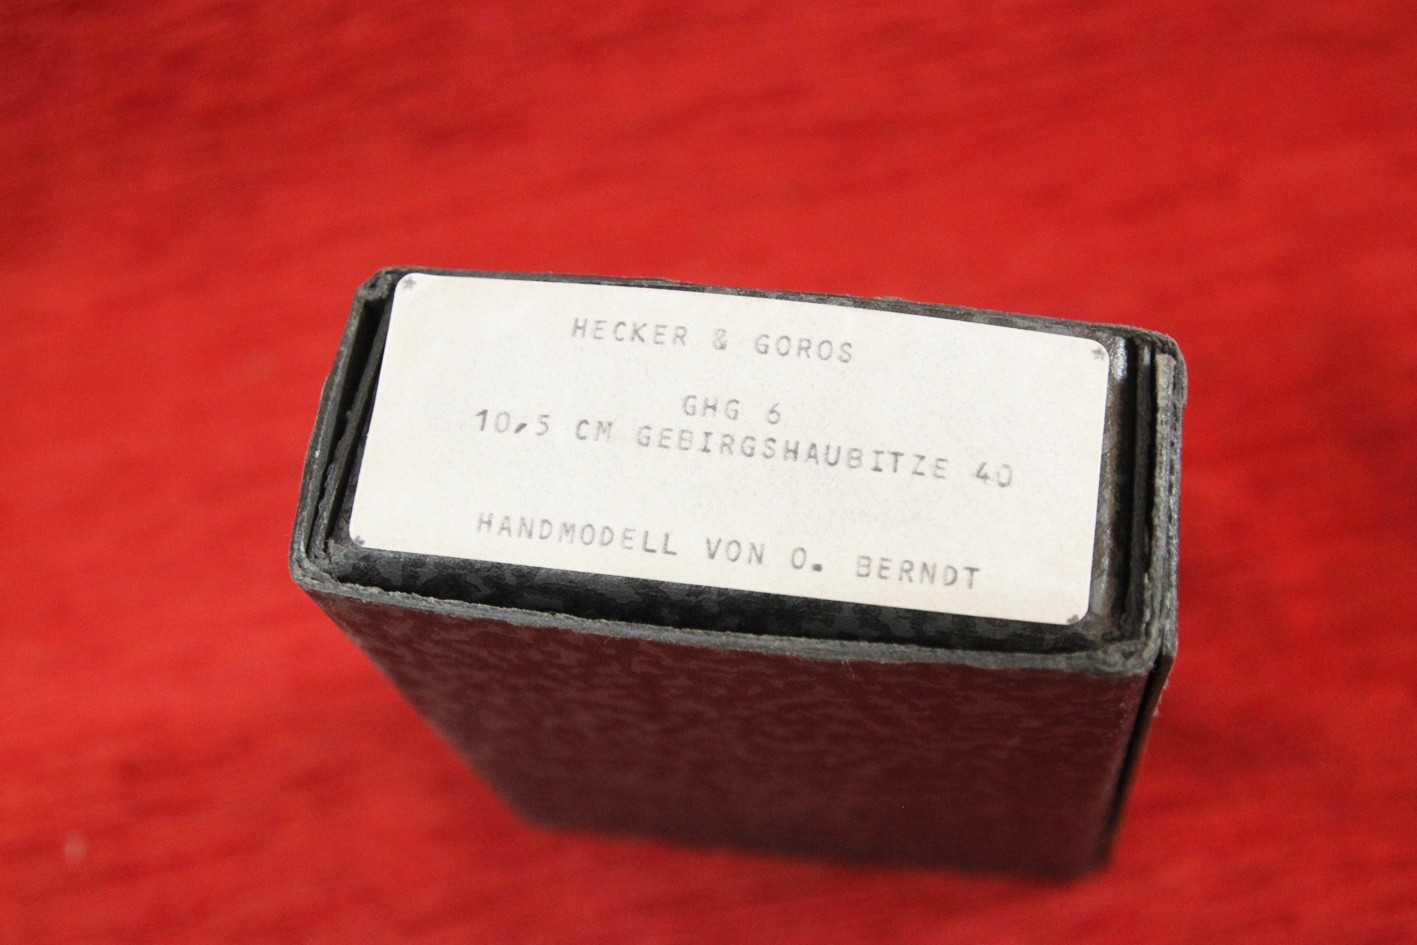 HECKER & GOROS
GHG 6
10,5 CM GEBIRGSHAUBITZE 40
HANDMODELL VON O. BERNDT